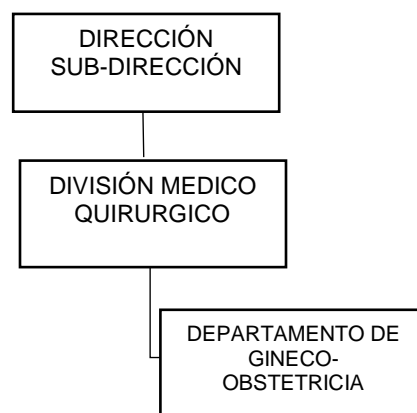 DIRECCIÓN
SUB-DIRECCIÓN
DIVISIÓN MEDICO
QUIRURGICO
DEPARTAMENTO DE
GINECO-
OBSTETRICIA